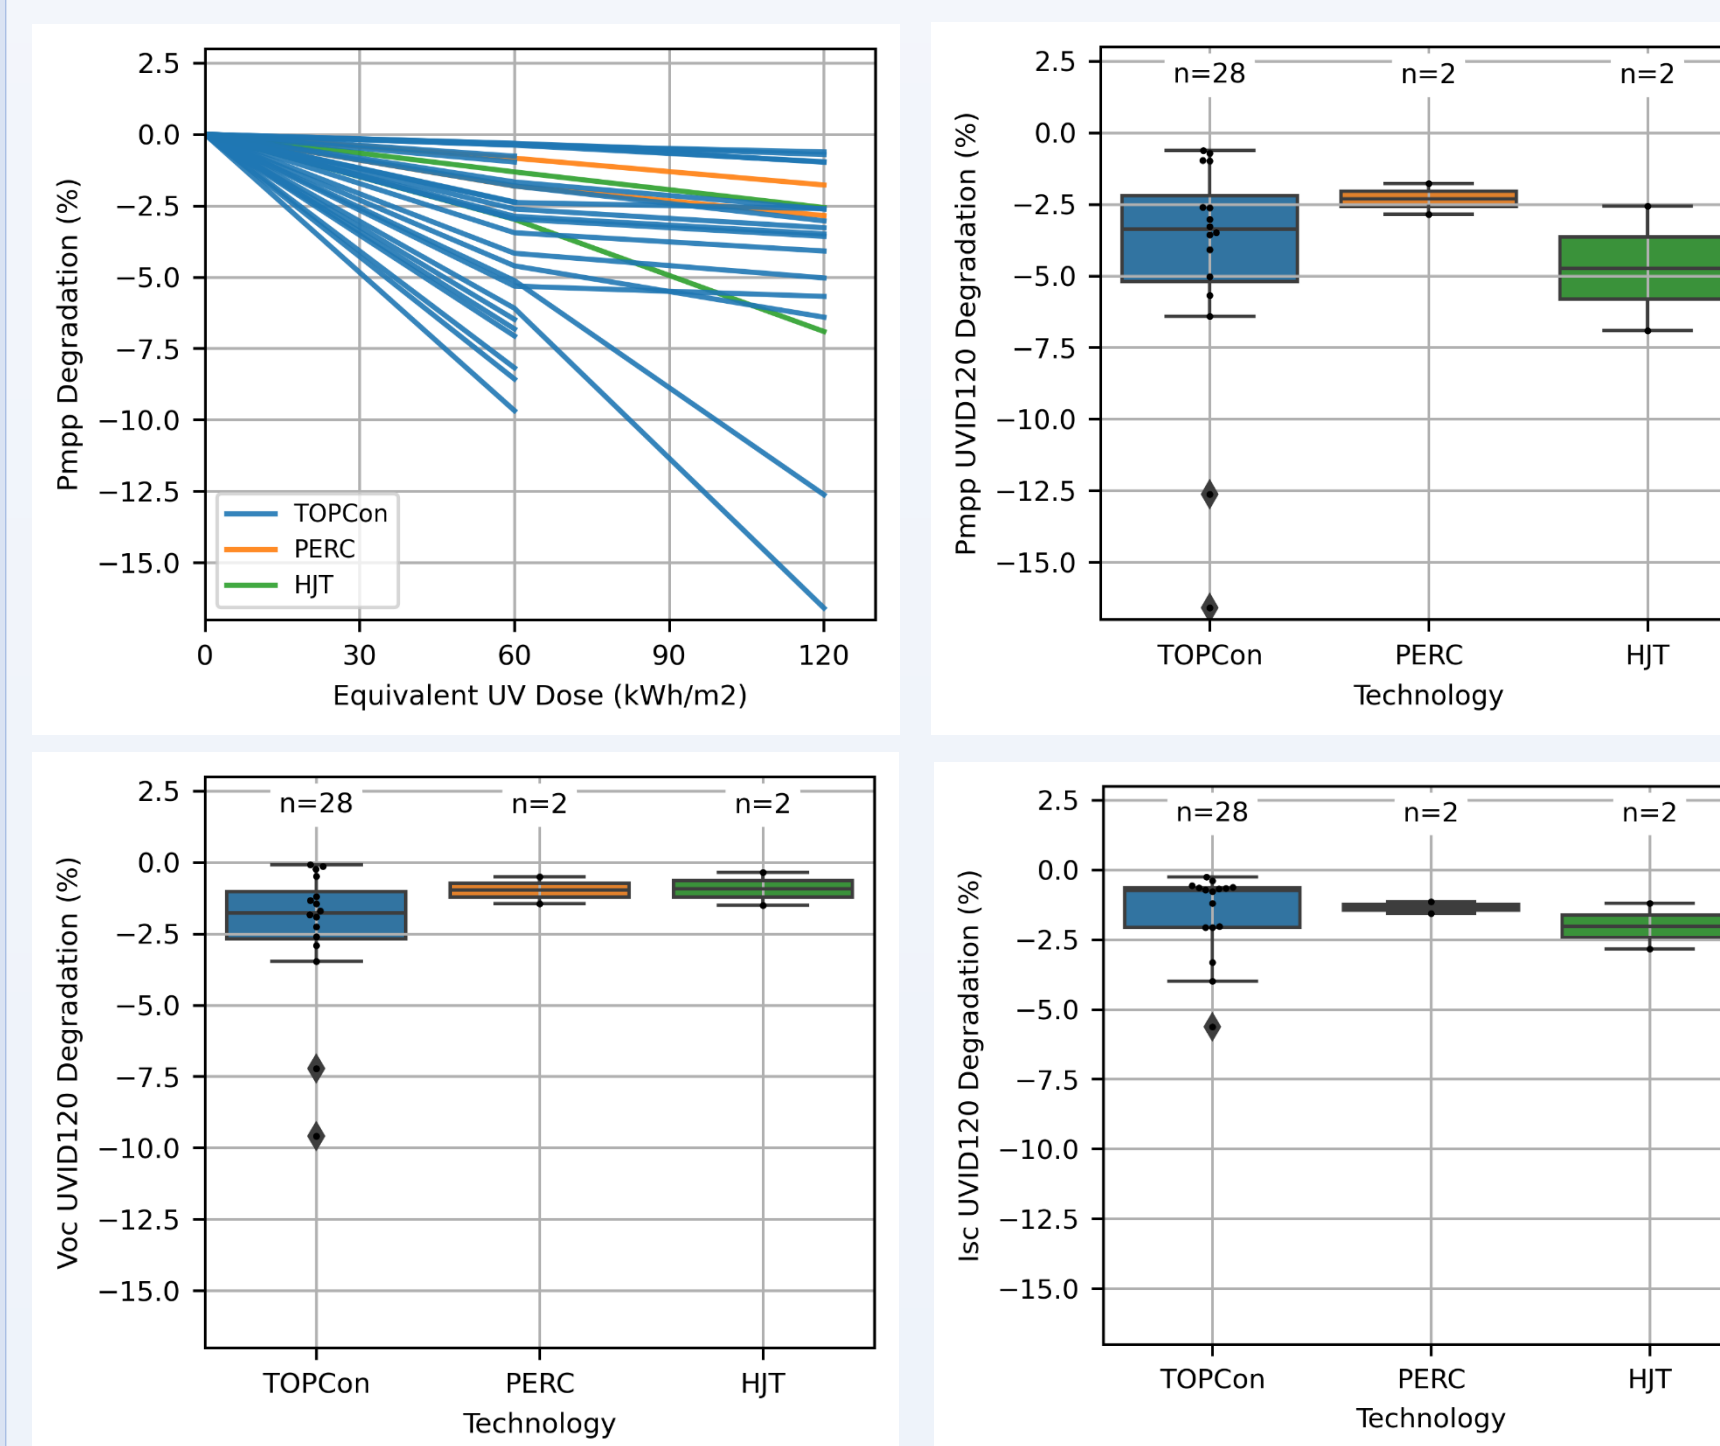 2.5
0.0
−2.5
−5.0
−7.5
−10.0
−12.5
−15.0
Pmpp Degradation (%)
TOPCon
PERC
HJT
0 30 60 90 120
Equivalent UV Dose (kWh/m2)
2.5
0.0
−2.5
−5.0
−7.5
−10.0
−12.5
−15.0
Pmpp UVID120 Degradation (%)
n=28 n=2 n=2
TOPCon PERC HJT
Technology
2.5
0.0
−2.5
−5.0
−7.5
−10.0
−12.5
−15.0
Voc UVID120 Degradation (%)
n=28 n=2 n=2
TOPCon PERC HJT
Technology
2.5
0.0
−2.5
−5.0
−7.5
−10.0
−12.5
−15.0
Isc UVID120 Degradation (%)
n=28 n=2 n=2
TOPCon PERC HJT
Technology